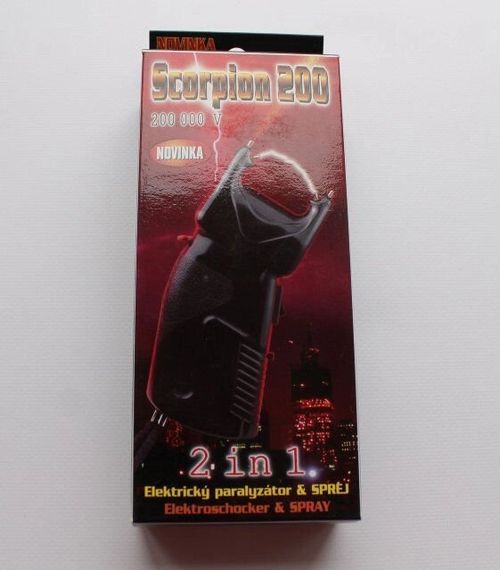 NOVINKA
Scorpion 200
200 000 V
NOVINKA
2 in 1
Elektrický paralyzátor & SPREJ
Elektroschocker & SPRAY